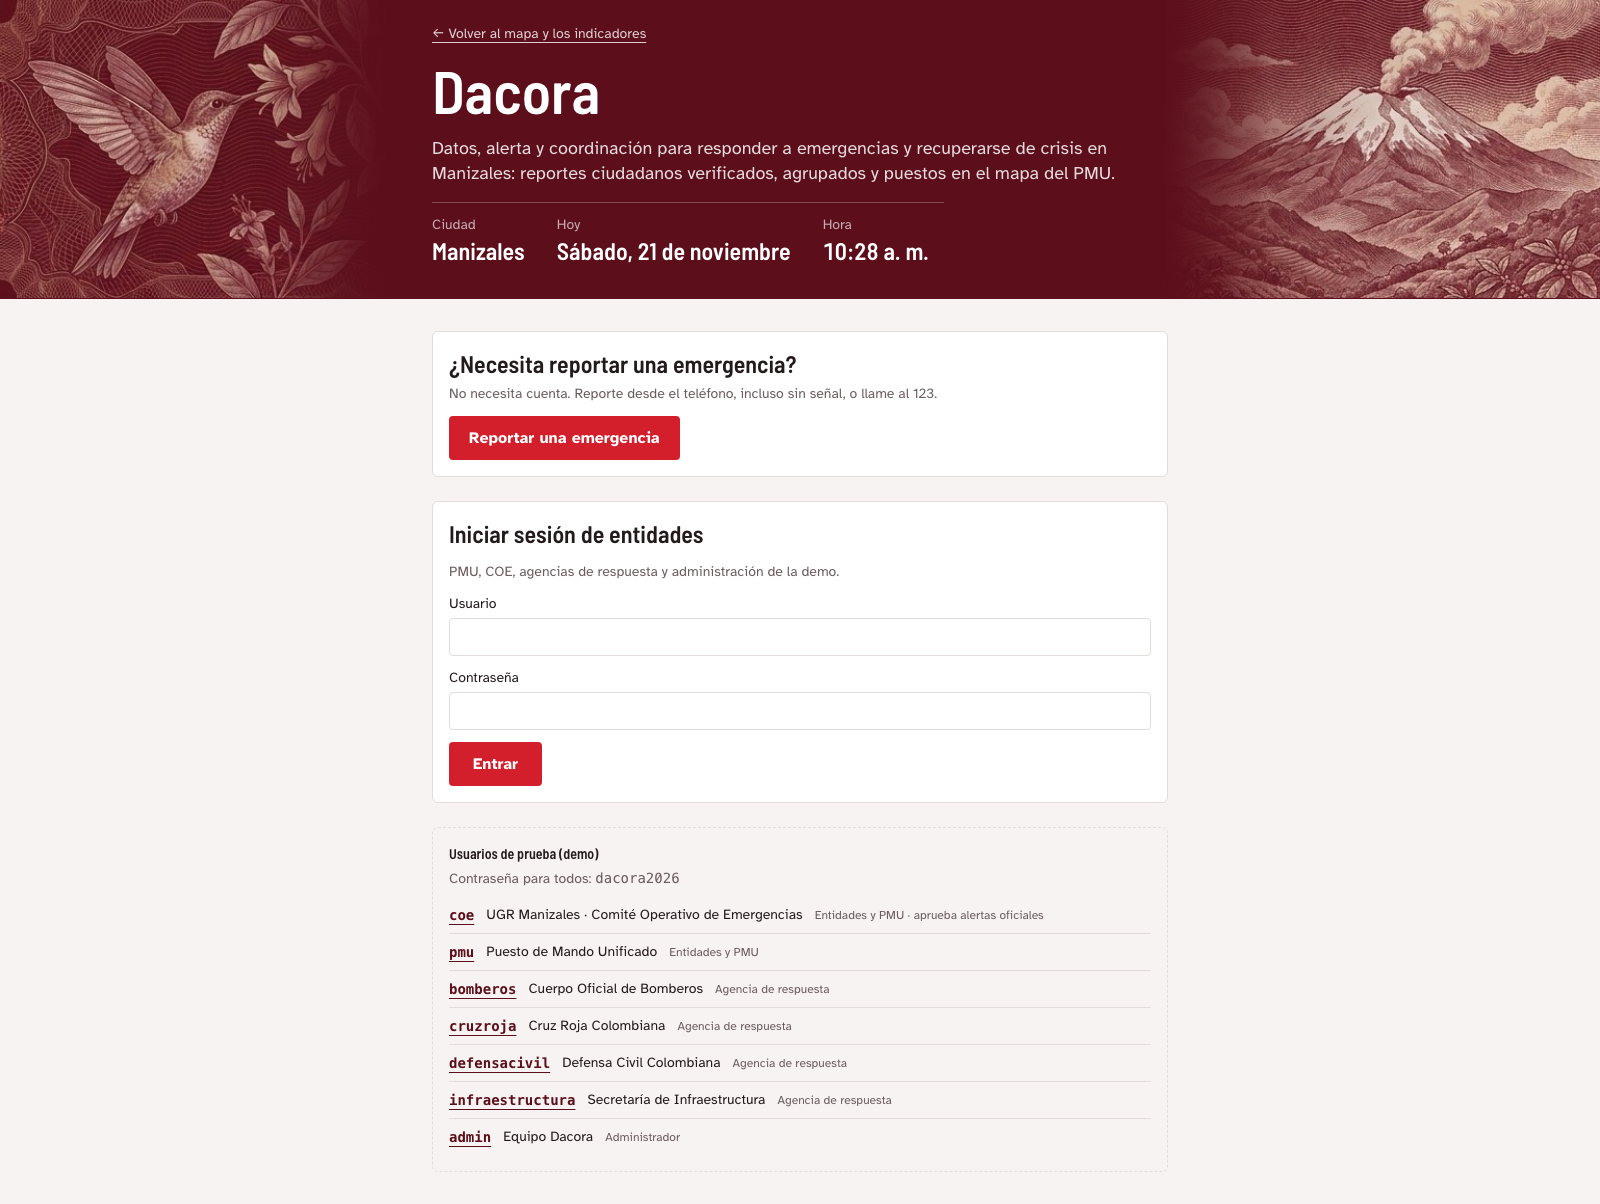 ← Volver al mapa y los indicadores
Dacora
Datos, alerta y coordinación para responder a emergencias y recuperarse de crisis en
Manizales: reportes ciudadanos verificados, agrupados y puestos en el mapa del PMU.
Ciudad Hoy Hora
Manizales Sábado, 21 de noviembre 10:28 a. m.
¿Necesita reportar una emergencia?
No necesita cuenta. Reporte desde el teléfono, incluso sin señal, o llame al 123.
Reportar una emergencia
Iniciar sesión de entidades
PMU, COE, agencias de respuesta y administración de la demo.
Usuario
Contraseña
Entrar
Usuarios de prueba (demo)
Contraseña para todos: dacora2026
coe UGR Manizales · Comité Operativo de Emergencias Entidades y PMU · aprueba alertas oficiales
pmu Puesto de Mando Unificado Entidades y PMU
bomberos Cuerpo Oficial de Bomberos Agencia de respuesta
cruzroja Cruz Roja Colombiana Agencia de respuesta
defensacivil Defensa Civil Colombiana Agencia de respuesta
infraestructura Secretaría de Infraestructura Agencia de respuesta
admin Equipo Dacora Administrador